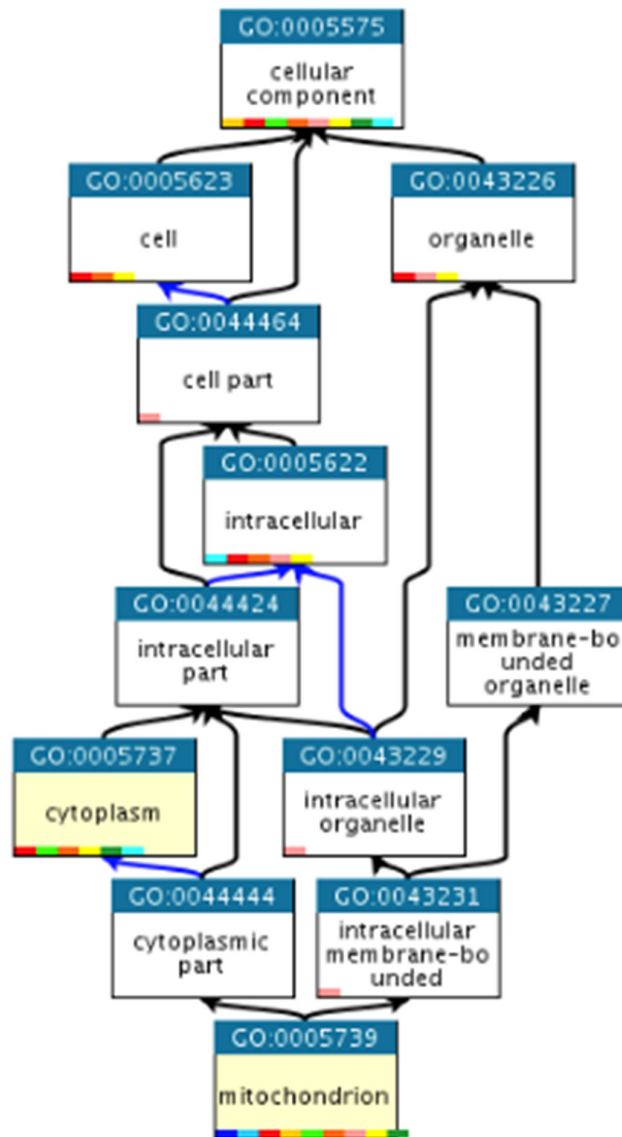 GO:0005575
cellular
component
GO:0005623
cell
GO:0043226
organelle
GO:0044464
cell part
GO:0005622
intracellular
GO:0044424
intracellular
part
GO:0043227
membrane-bo
unded
organelle
GO:0005737
cytoplasm
GO:0043229
intracellular
organelle
GO:0044444
cytoplasmic
part
GO:0043231
intracellular
membrane-bo
unded
GO:0005739
mitochondrion